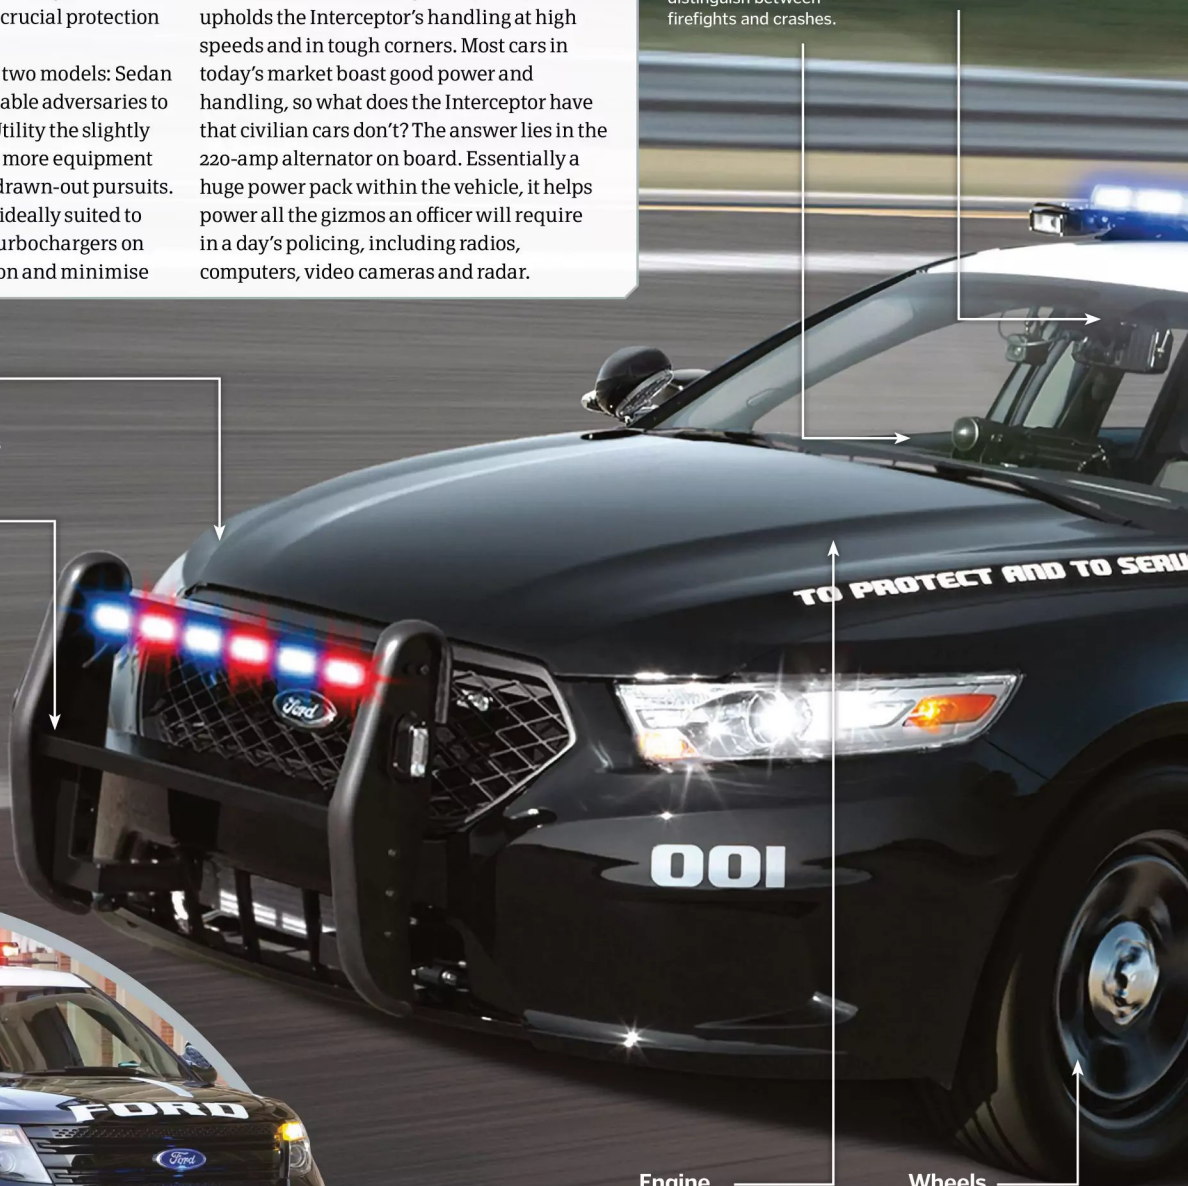 crucial protection
two models: Sedan
able adversaries to
tility the slightly
more equipment
drawn-out pursuits.
ideally suited to
urbochargers on
on and minimise
upholds the Interceptor's handling at high
speeds and in tough corners. Most cars in
today's market boast good power and
handling, so what does the Interceptor have
that civilian cars don't? The answer lies in the
220-amp alternator on board. Essentially a
huge power pack within the vehicle, it helps
power all the gizmos an officer will require
in a day's policing, including radios,
computers, video cameras and radar.
distinguish between
firefights and crashes.
TO PROTECT AND TO SERV
Ford
001
FORD
Ford
Engine
Wheels